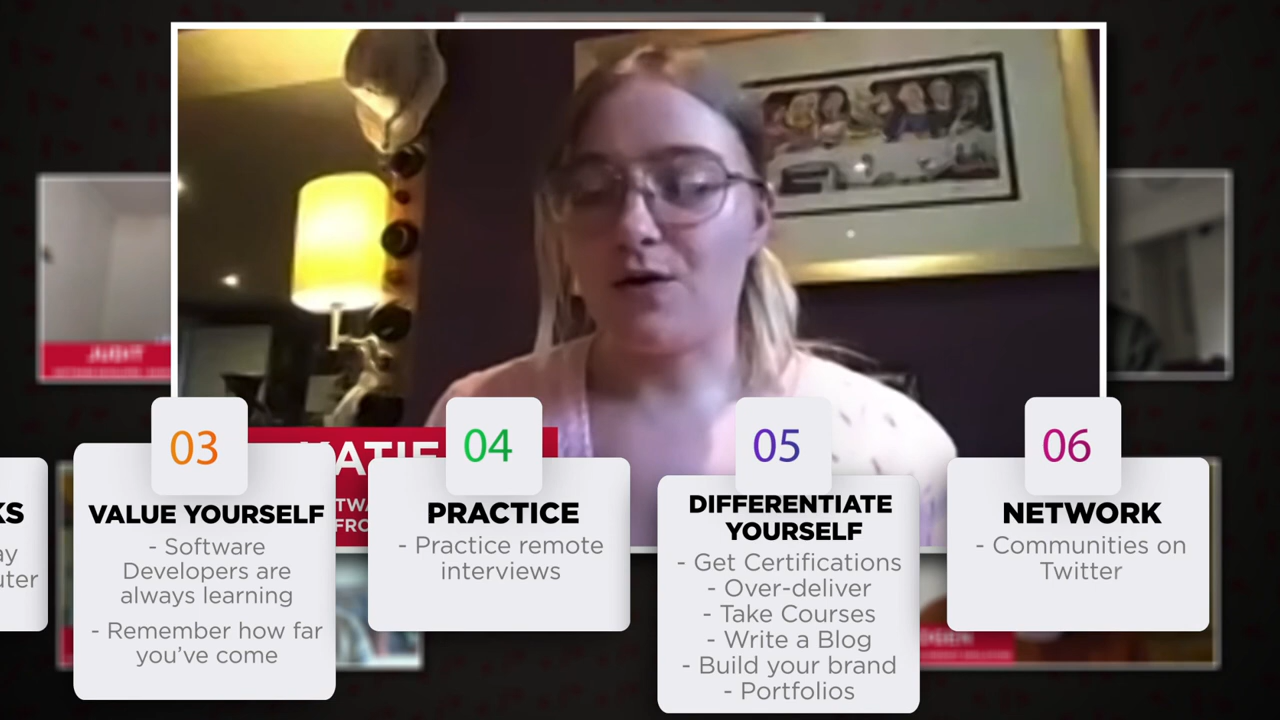 JUDIT
KATIE
03
VALUE YOURSELF
- Software
Developers are
always learning
- Remember how far
you've come
04
PRACTICE
- Practice remote
interviews
05
DIFFERENTIATE
YOURSELF
- Get Certifications
- Over-deliver
- Take Courses
- Write a Blog
- Build your brand
- Portfolios
06
NETWORK
- Communities on
Twitter